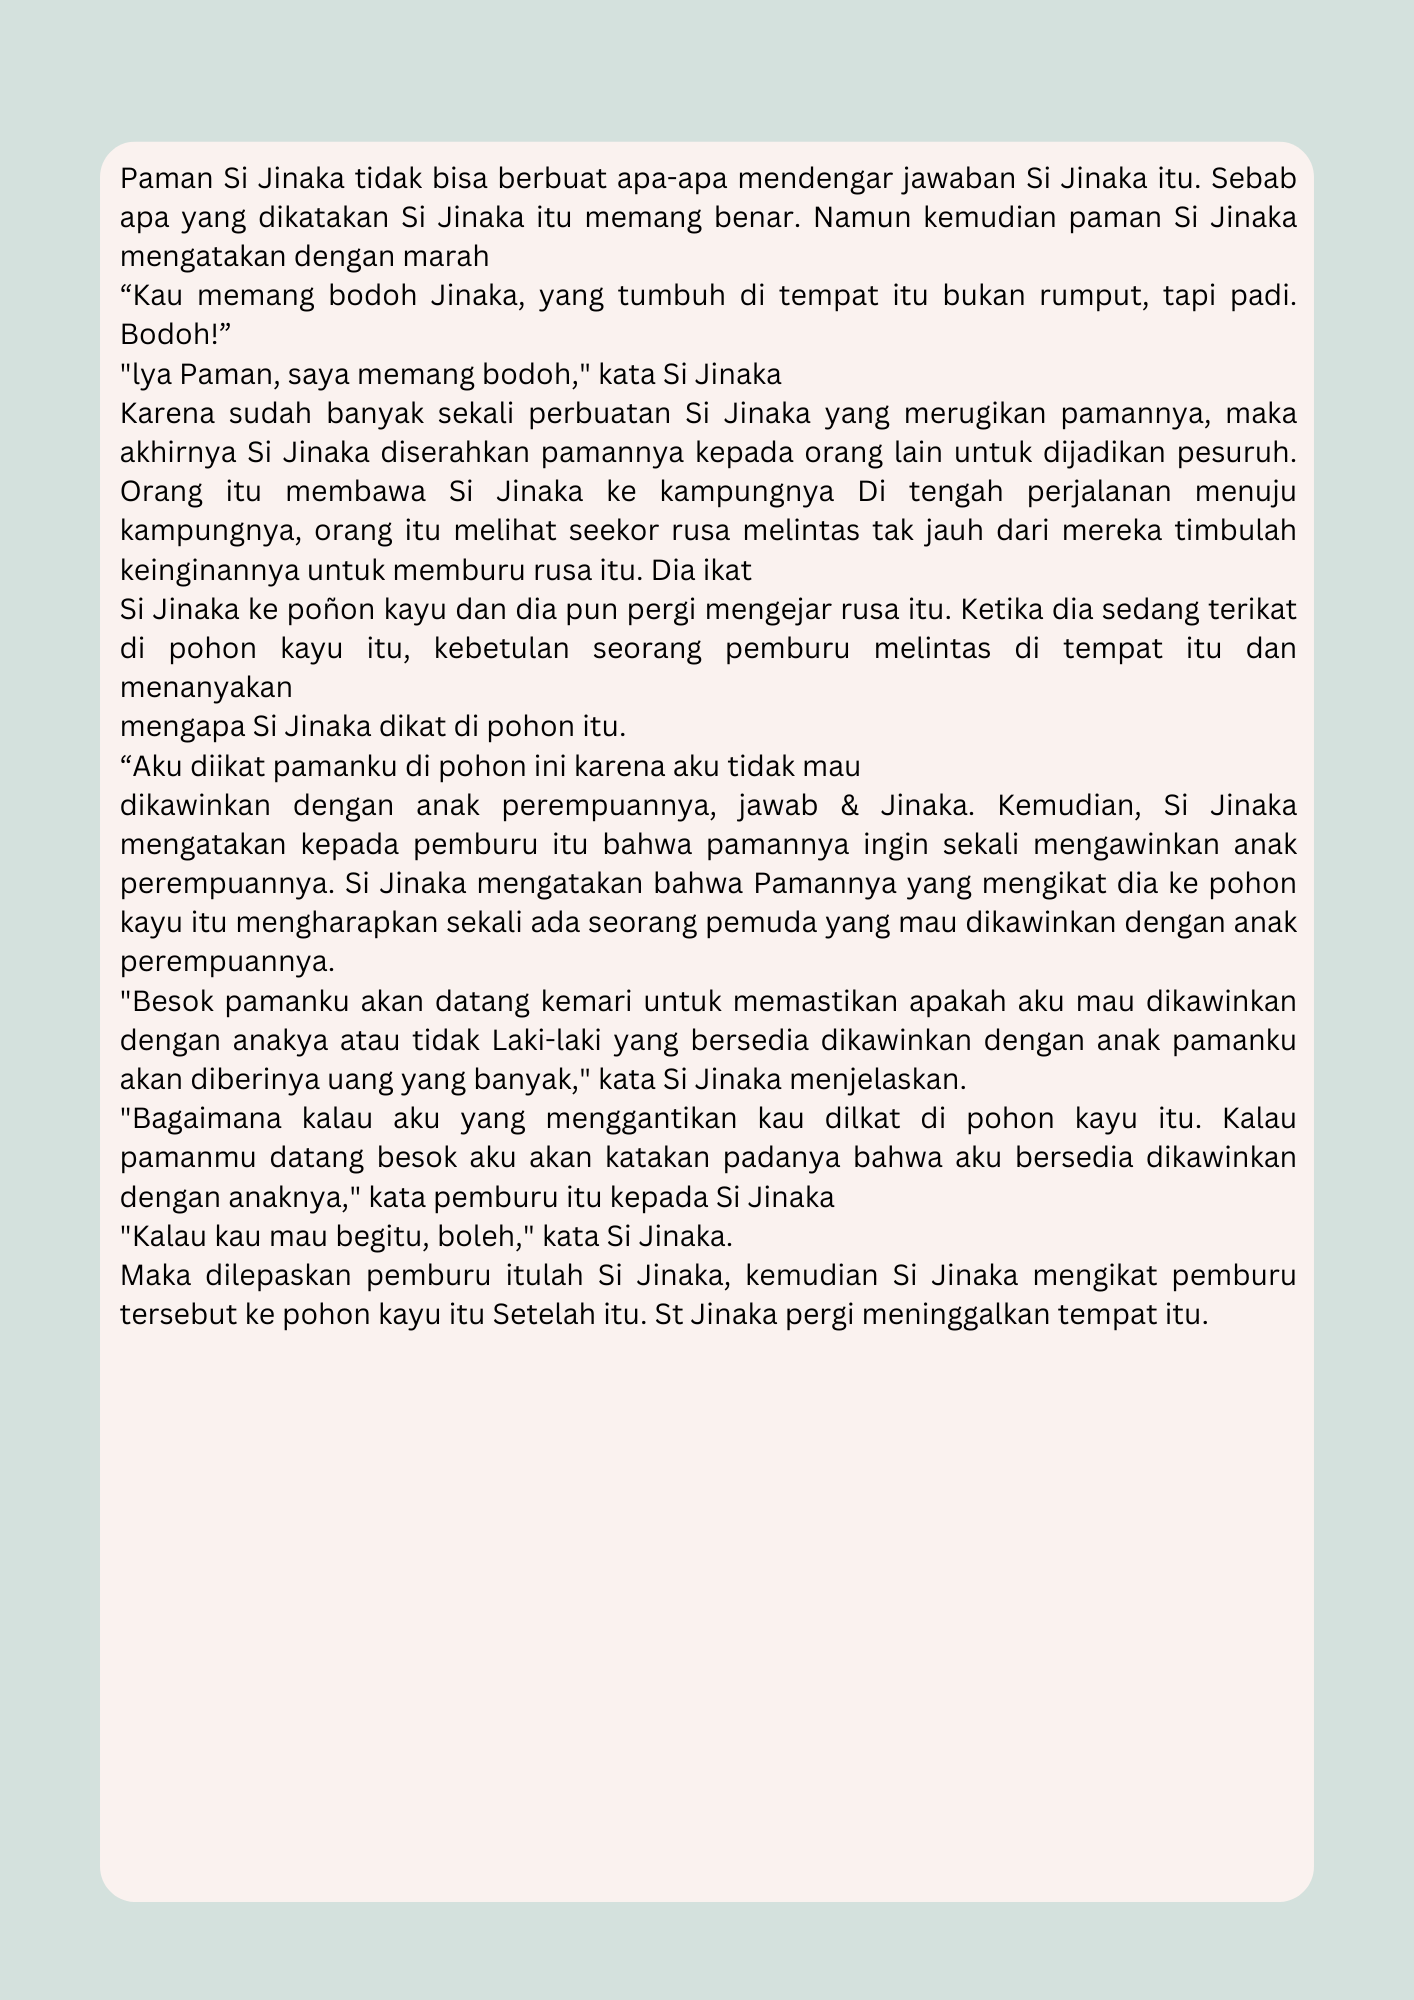 Paman Si Jinaka tidak bisa berbuat apa-apa mendengar jawaban Si Jinaka itu. Sebab
apa yang dikatakan Si Jinaka itu memang benar. Namun kemudian paman Si Jinaka
mengatakan dengan marah
“Kau memang bodoh Jinaka, yang tumbuh di tempat itu bukan rumput, tapi padi.
Bodoh!”
"lya Paman, saya memang bodoh," kata Si Jinaka
Karena sudah banyak sekali perbuatan Si Jinaka yang merugikan pamannya, maka
akhirnya Si Jinaka diserahkan pamannya kepada orang lain untuk dijadikan pesuruh.
Orang itu membawa Si Jinaka ke kampungnya Di tengah perjalanan menuju
kampungnya, orang itu melihat seekor rusa melintas tak jauh dari mereka timbulah
keinginannya untuk memburu rusa itu. Dia ikat
Si Jinaka ke poñon kayu dan dia pun pergi mengejar rusa itu. Ketika dia sedang terikat
di pohon kayu itu, kebetulan seorang pemburu melintas di tempat itu dan
menanyakan
mengapa Si Jinaka dikat di pohon itu.
“Aku diikat pamanku di pohon ini karena aku tidak mau
dikawinkan dengan anak perempuannya, jawab & Jinaka. Kemudian, Si Jinaka
mengatakan kepada pemburu itu bahwa pamannya ingin sekali mengawinkan anak
perempuannya. Si Jinaka mengatakan bahwa Pamannya yang mengikat dia ke pohon
kayu itu mengharapkan sekali ada seorang pemuda yang mau dikawinkan dengan anak
perempuannya.
"Besok pamanku akan datang kemari untuk memastikan apakah aku mau dikawinkan
dengan anakya atau tidak Laki-laki yang bersedia dikawinkan dengan anak pamanku
akan diberinya uang yang banyak," kata Si Jinaka menjelaskan.
"Bagaimana kalau aku yang menggantikan kau dilkat di pohon kayu itu. Kalau
pamanmu datang besok aku akan katakan padanya bahwa aku bersedia dikawinkan
dengan anaknya," kata pemburu itu kepada Si Jinaka
"Kalau kau mau begitu, boleh," kata Si Jinaka.
Maka dilepaskan pemburu itulah Si Jinaka, kemudian Si Jinaka mengikat pemburu
tersebut ke pohon kayu itu Setelah itu. St Jinaka pergi meninggalkan tempat itu.